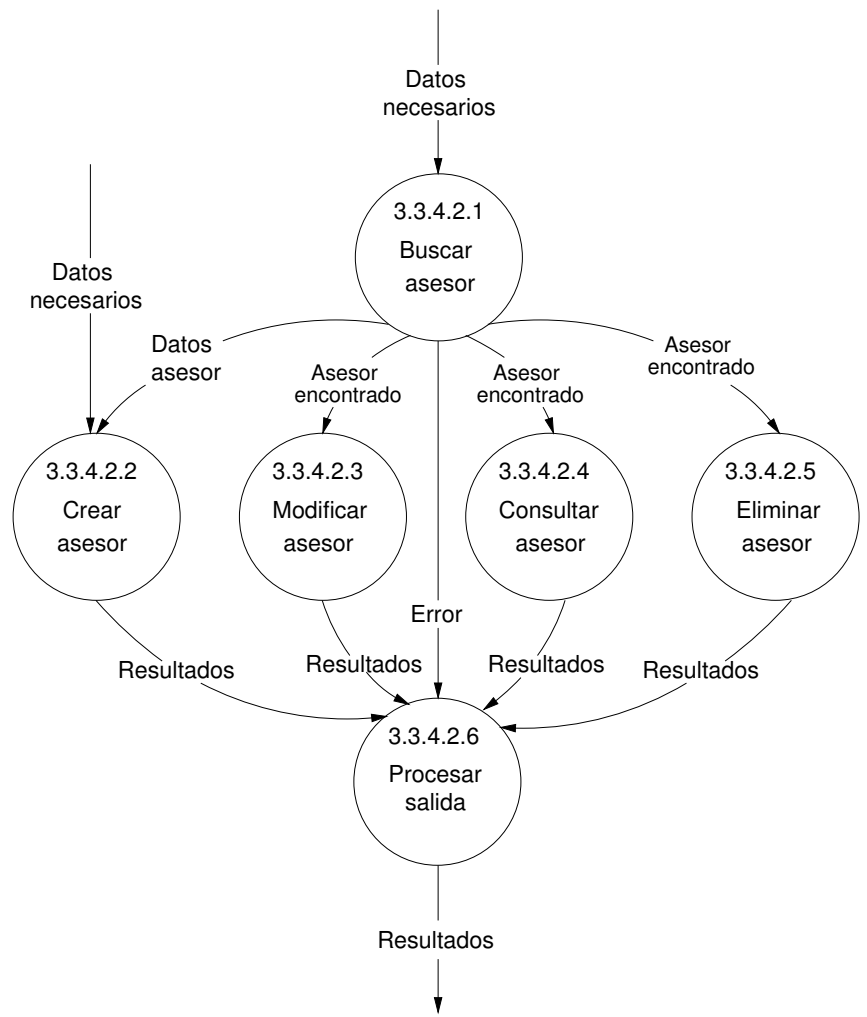 Datos
necesarios
3.3.4.2.1
Buscar
asesor
Datos
necesarios
Datos
asesor
Asesor
encontrado
Asesor
encontrado
Asesor
encontrado
3.3.4.2.2
Crear
asesor
3.3.4.2.3
Modificar
asesor
3.3.4.2.4
Consultar
asesor
3.3.4.2.5
Eliminar
asesor
Error
Resultados
Resultados
Resultados
Resultados
3.3.4.2.6
Procesar
salida
Resultados